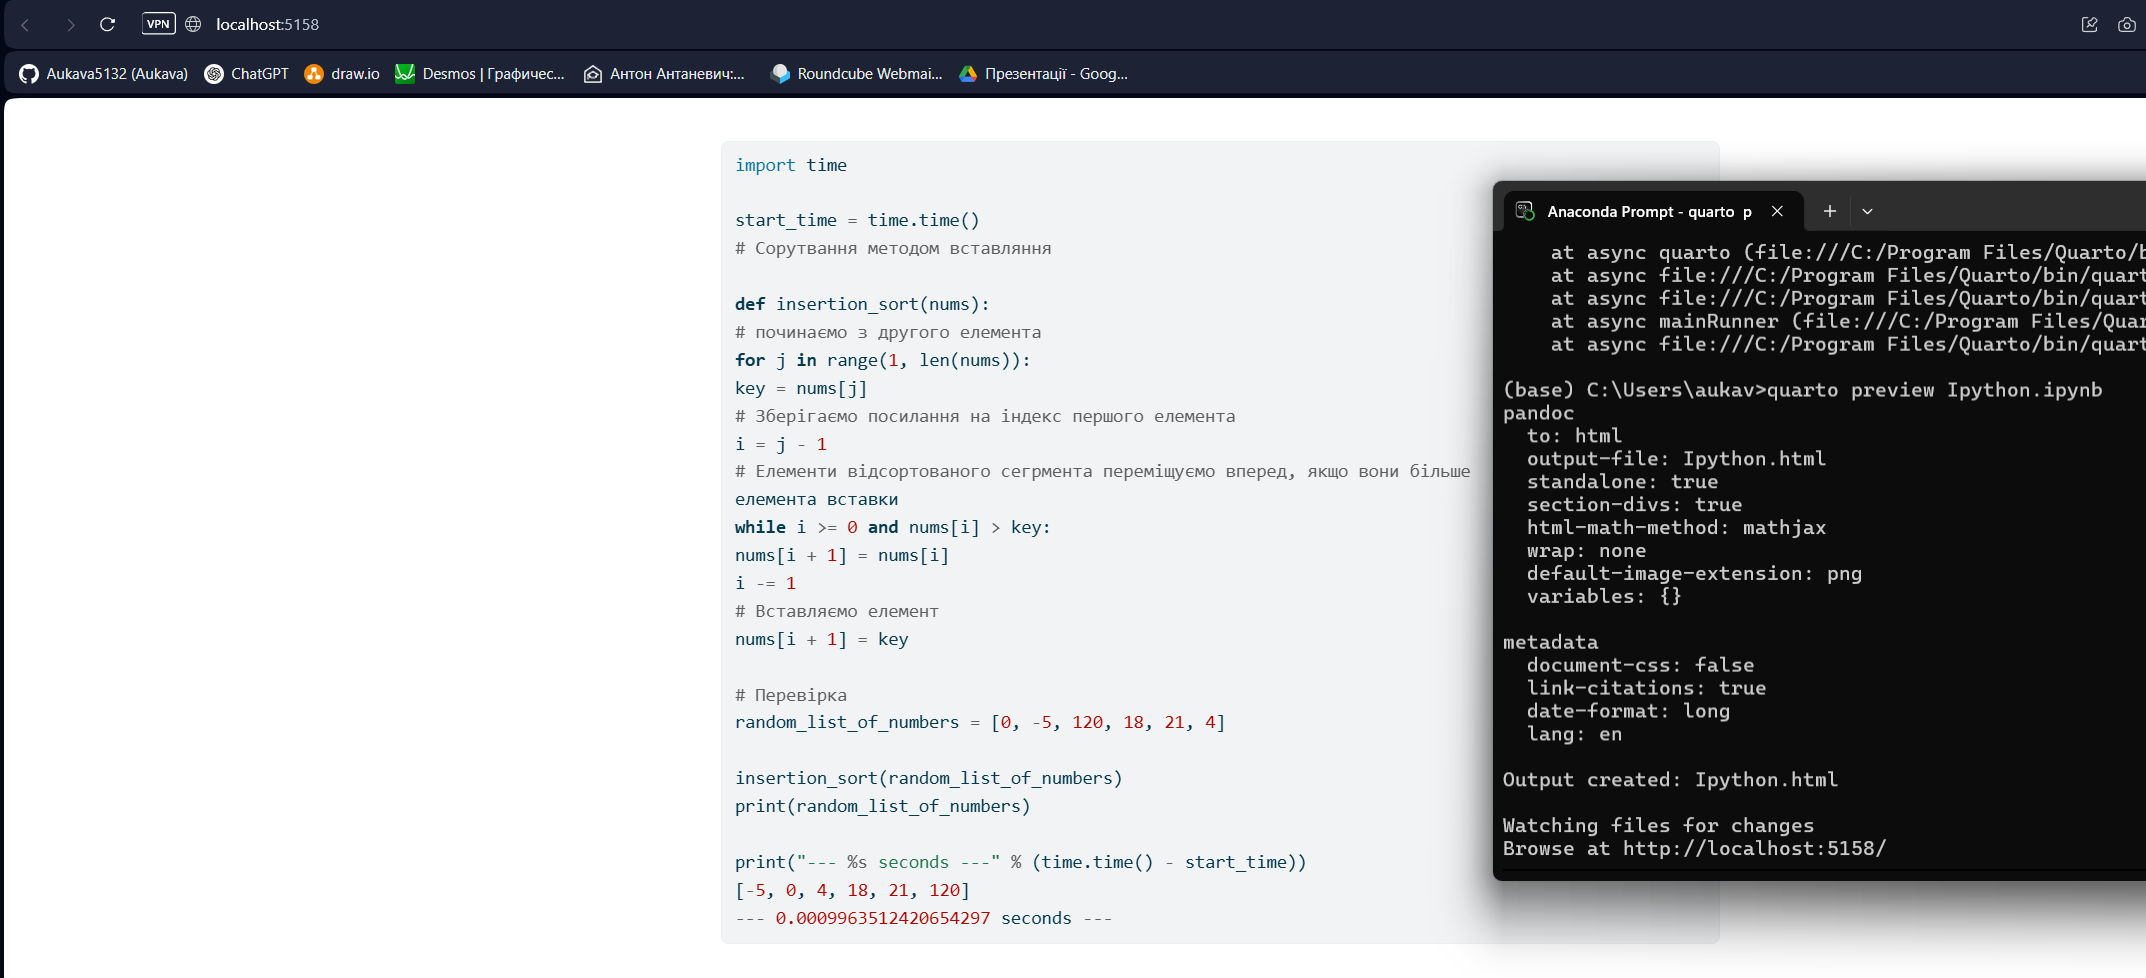 VPN localhost:5158
Aukava5132 (Aukava) ChatGPT draw.io Desmos | Графичес... Антон Антаневич:... Roundcube Webmai... Презентації - Goog...
import time
start_time = time.time()
# Сорутвання методом вставляння
def insertion_sort(nums):
# починаємо з другого елемента
for j in range(1, len(nums)):
key = nums[j]
# Зберігаємо посилання на індекс першого елемента
i = j - 1
# Елементи відсортованого сегрмента переміщуємо вперед, якщо вони більше
елемента вставки
while i >= 0 and nums[i] > key:
nums[i + 1] = nums[i]
i -= 1
# Вставляємо елемент
nums[i + 1] = key
# Перевірка
random_list_of_numbers = [0, -5, 120, 18, 21, 4]
insertion_sort(random_list_of_numbers)
print(random_list_of_numbers)
print("--- %s seconds ---" % (time.time() - start_time))
[-5, 0, 4, 18, 21, 120]
--- 0.0009963512420654297 seconds ---
Anaconda Prompt - quarto p
at async quarto (file:///C:/Program Files/Quarto/b
at async file:///C:/Program Files/Quarto/bin/quart
at async file:///C:/Program Files/Quarto/bin/quart
at async mainRunner (file:///C:/Program Files/Quar
at async file:///C:/Program Files/Quarto/bin/quart
(base) C:\Users\aukav>quarto preview Ipython.ipynb
pandoc
to: html
output-file: Ipython.html
standalone: true
section-divs: true
html-math-method: mathjax
wrap: none
default-image-extension: png
variables: {}
metadata
document-css: false
link-citations: true
date-format: long
lang: en
Output created: Ipython.html
Watching files for changes
Browse at http://localhost:5158/